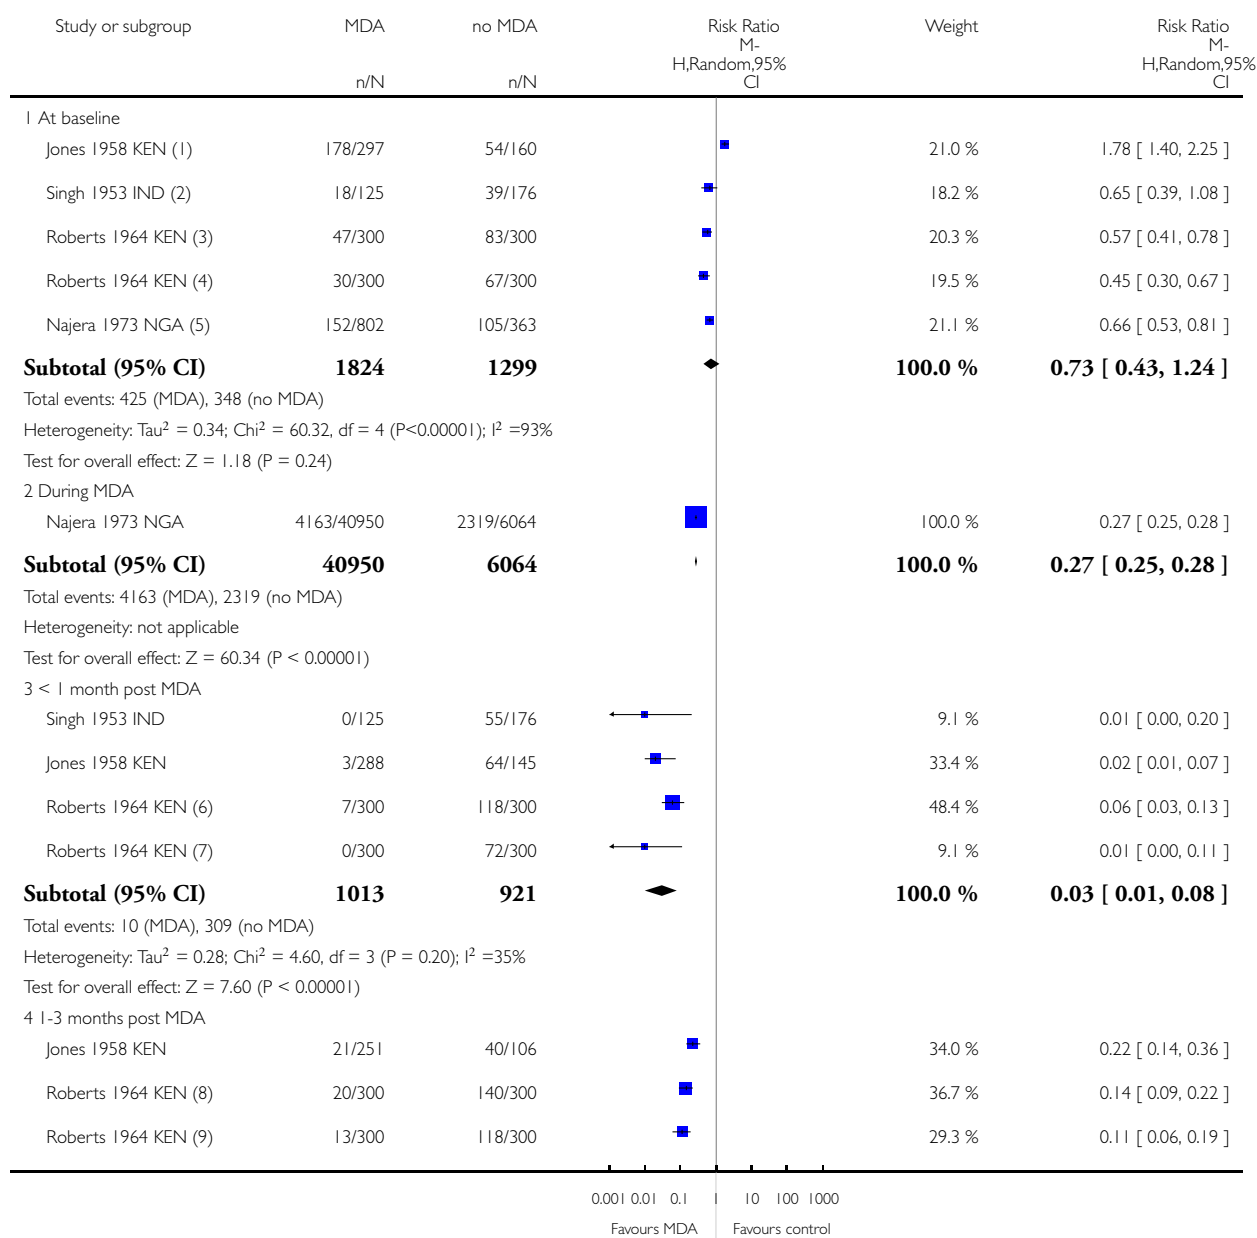 Study or subgroup MDA no MDA Risk Ratio Weight Risk Ratio
M- M-
H,Random,95% H,Random,95%
n/N n/N CI CI
1 At baseline
Jones 1958 KEN (1) 178/297 54/160 21.0 % 1.78 [ 1.40, 2.25 ]
Singh 1953 IND (2) 18/125 39/176 18.2 % 0.65 [ 0.39, 1.08 ]
Roberts 1964 KEN (3) 47/300 83/300 20.3 % 0.57 [ 0.41, 0.78 ]
Roberts 1964 KEN (4) 30/300 67/300 19.5 % 0.45 [ 0.30, 0.67 ]
Najera 1973 NGA (5) 152/802 105/363 21.1 % 0.66 [ 0.53, 0.81 ]
Subtotal (95% CI) 1824 1299 100.0 % 0.73 [ 0.43, 1.24 ]
Total events: 425 (MDA), 348 (no MDA)
Heterogeneity: Tau² = 0.34; Chi² = 60.32, df = 4 (P<0.00001); I² =93%
Test for overall effect: Z = 1.18 (P = 0.24)
2 During MDA
Najera 1973 NGA 4163/40950 2319/6064 100.0 % 0.27 [ 0.25, 0.28 ]
Subtotal (95% CI) 40950 6064 100.0 % 0.27 [ 0.25, 0.28 ]
Total events: 4163 (MDA), 2319 (no MDA)
Heterogeneity: not applicable
Test for overall effect: Z = 60.34 (P < 0.00001)
3 < 1 month post MDA
Singh 1953 IND 0/125 55/176 9.1 % 0.01 [ 0.00, 0.20 ]
Jones 1958 KEN 3/288 64/145 33.4 % 0.02 [ 0.01, 0.07 ]
Roberts 1964 KEN (6) 7/300 118/300 48.4 % 0.06 [ 0.03, 0.13 ]
Roberts 1964 KEN (7) 0/300 72/300 9.1 % 0.01 [ 0.00, 0.11 ]
Subtotal (95% CI) 1013 921 100.0 % 0.03 [ 0.01, 0.08 ]
Total events: 10 (MDA), 309 (no MDA)
Heterogeneity: Tau² = 0.28; Chi² = 4.60, df = 3 (P = 0.20); I² =35%
Test for overall effect: Z = 7.60 (P < 0.00001)
4 1-3 months post MDA
Jones 1958 KEN 21/251 40/106 34.0 % 0.22 [ 0.14, 0.36 ]
Roberts 1964 KEN (8) 20/300 140/300 36.7 % 0.14 [ 0.09, 0.22 ]
Roberts 1964 KEN (9) 13/300 118/300 29.3 % 0.11 [ 0.06, 0.19 ]
0.001 0.01 0.1 1 10 100 1000
Favours MDA Favours control